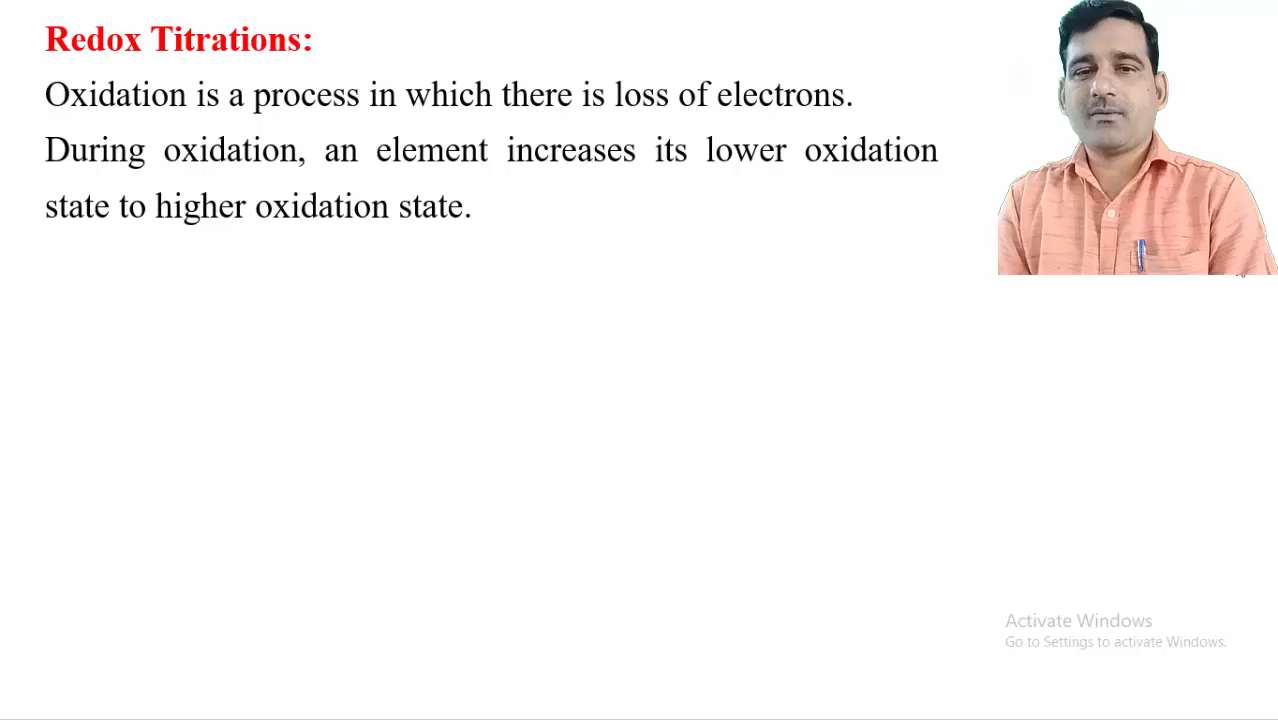 Redox Titrations:
Oxidation is a process in which there is loss of electrons.
During oxidation, an element increases its lower oxidation
state to higher oxidation state.
Activate Windows
Go to Settings to activate Windows.